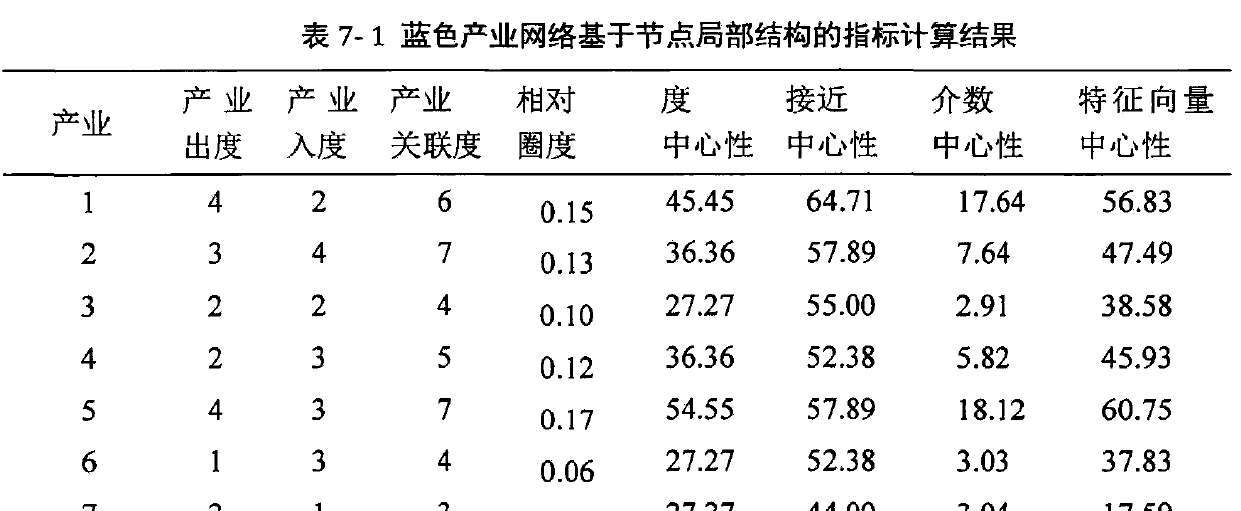 表 7-1 蓝色产业网络基于节点局部结构的指标计算结果
产业 产业出度 产业入度 产业关联度 相对圈度 度中心性 接近中心性 介数中心性 特征向量中心性
1 4 2 6 0.15 45.45 64.71 17.64 56.83
2 3 4 7 0.13 36.36 57.89 7.64 47.49
3 2 2 4 0.10 27.27 55.00 2.91 38.58
4 2 3 5 0.12 36.36 52.38 5.82 45.93
5 4 3 7 0.17 54.55 57.89 18.12 60.75
6 1 3 4 0.06 27.27 52.38 3.03 37.83